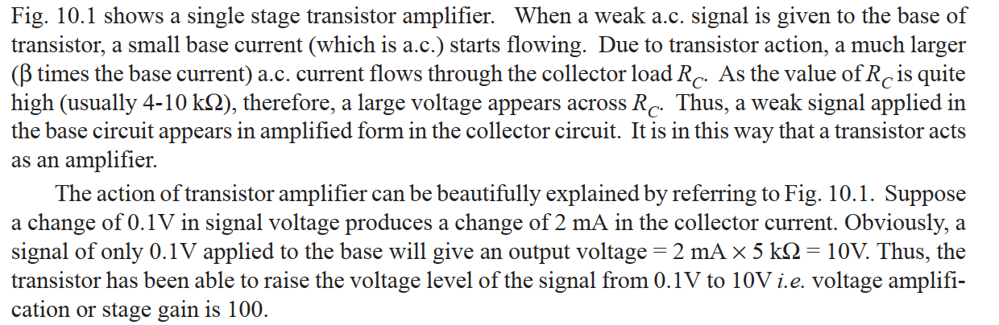 Fig. 10.1 shows a single stage transistor amplifier. When a weak a.c. signal is given to the base of
transistor, a small base current (which is a.c.) starts flowing. Due to transistor action, a much larger
(β times the base current) a.c. current flows through the collector load R_C. As the value of R_C is quite
high (usually 4-10 kΩ), therefore, a large voltage appears across R_C. Thus, a weak signal applied in
the base circuit appears in amplified form in the collector circuit. It is in this way that a transistor acts
as an amplifier.
The action of transistor amplifier can be beautifully explained by referring to Fig. 10.1. Suppose
a change of 0.1V in signal voltage produces a change of 2 mA in the collector current. Obviously, a
signal of only 0.1V applied to the base will give an output voltage = 2 mA × 5 kΩ = 10V. Thus, the
transistor has been able to raise the voltage level of the signal from 0.1V to 10V i.e. voltage amplifi-
cation or stage gain is 100.